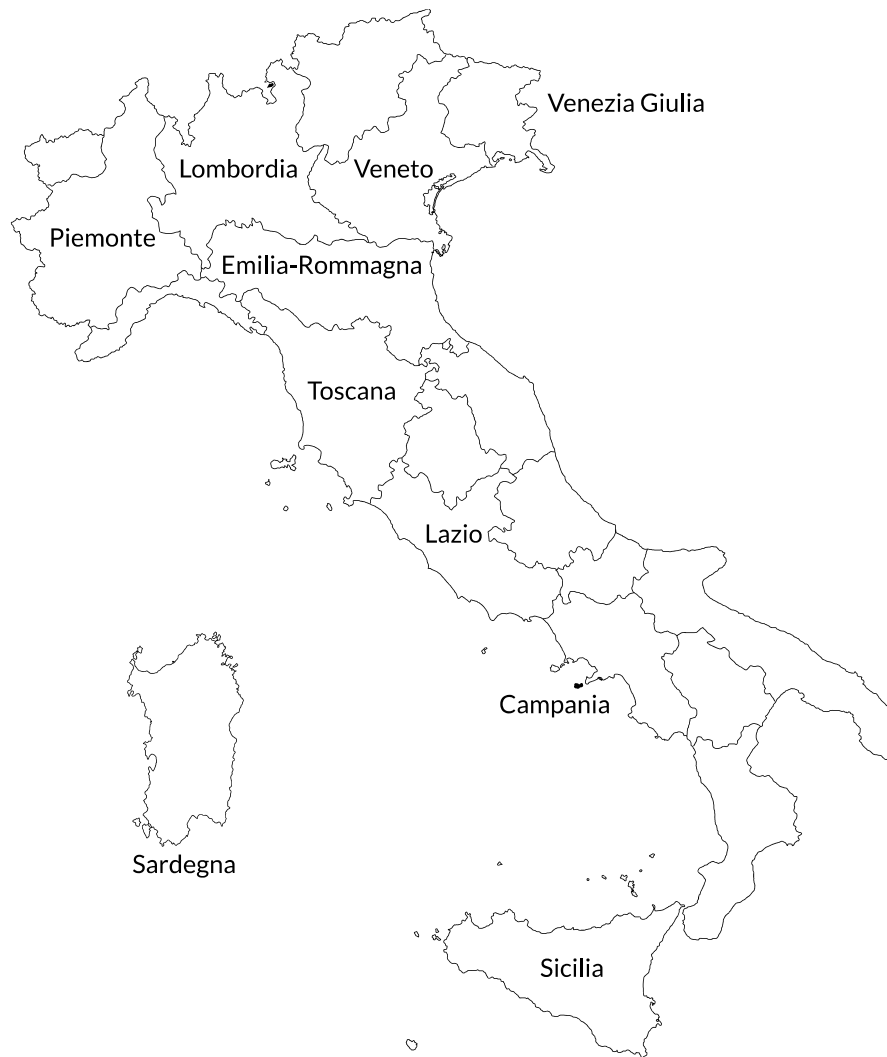 Venezia Giulia
Lombordia
Veneto
Piemonte
Emilia-Rommagna
Toscana
Lazio
Campania
Sardegna
Sicilia